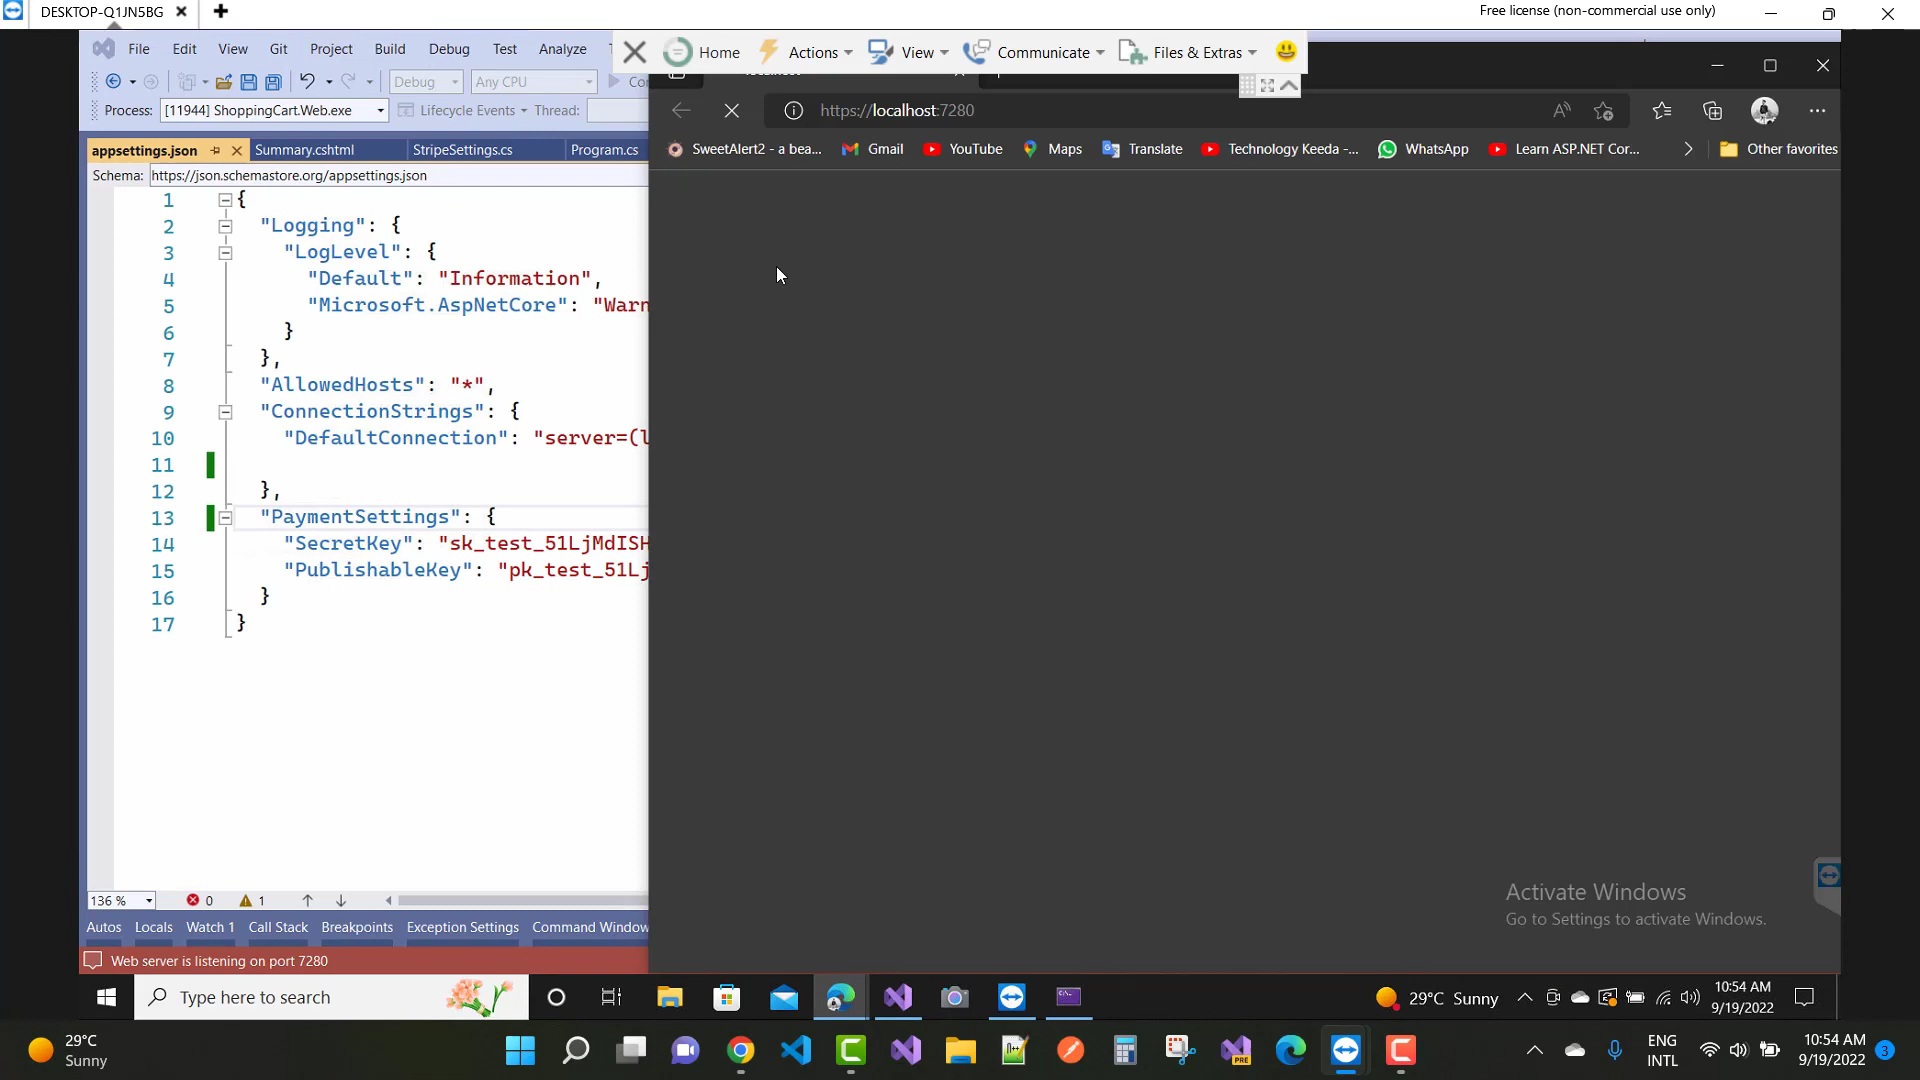 DESKTOP-Q1JN5BG
Free license (non-commercial use only)
File Edit View Git Project Build Debug Test Analyze
Home Actions View Communicate Files & Extras
Debug Any CPU
Process: [11944] ShoppingCart.Web.exe Lifecycle Events Thread:
https://localhost:7280
appsettings.json Summary.cshtml StripeSettings.cs Program.cs
SweetAlert2 - a bea... Gmail YouTube Maps Translate Technology Keeda -... WhatsApp Learn ASP.NET Cor... Other favorites
Schema: https://json.schemastore.org/appsettings.json
1 {
2 "Logging": {
3 "LogLevel": {
4 "Default": "Information",
5 "Microsoft.AspNetCore": "Warn
6 }
7 },
8 "AllowedHosts": "*",
9 "ConnectionStrings": {
10 "DefaultConnection": "server=(l
11
12 },
13 "PaymentSettings": {
14 "SecretKey": "sk_test_51LjMdISH
15 "PublishableKey": "pk_test_51Lj
16 }
17 }
Activate Windows
Go to Settings to activate Windows.
136 % 0 1
Autos Locals Watch 1 Call Stack Breakpoints Exception Settings Command Window
Web server is listening on port 7280
Type here to search
29°C Sunny
10:54 AM
9/19/2022
29°C
Sunny
ENG
INTL
10:54 AM
9/19/2022
3